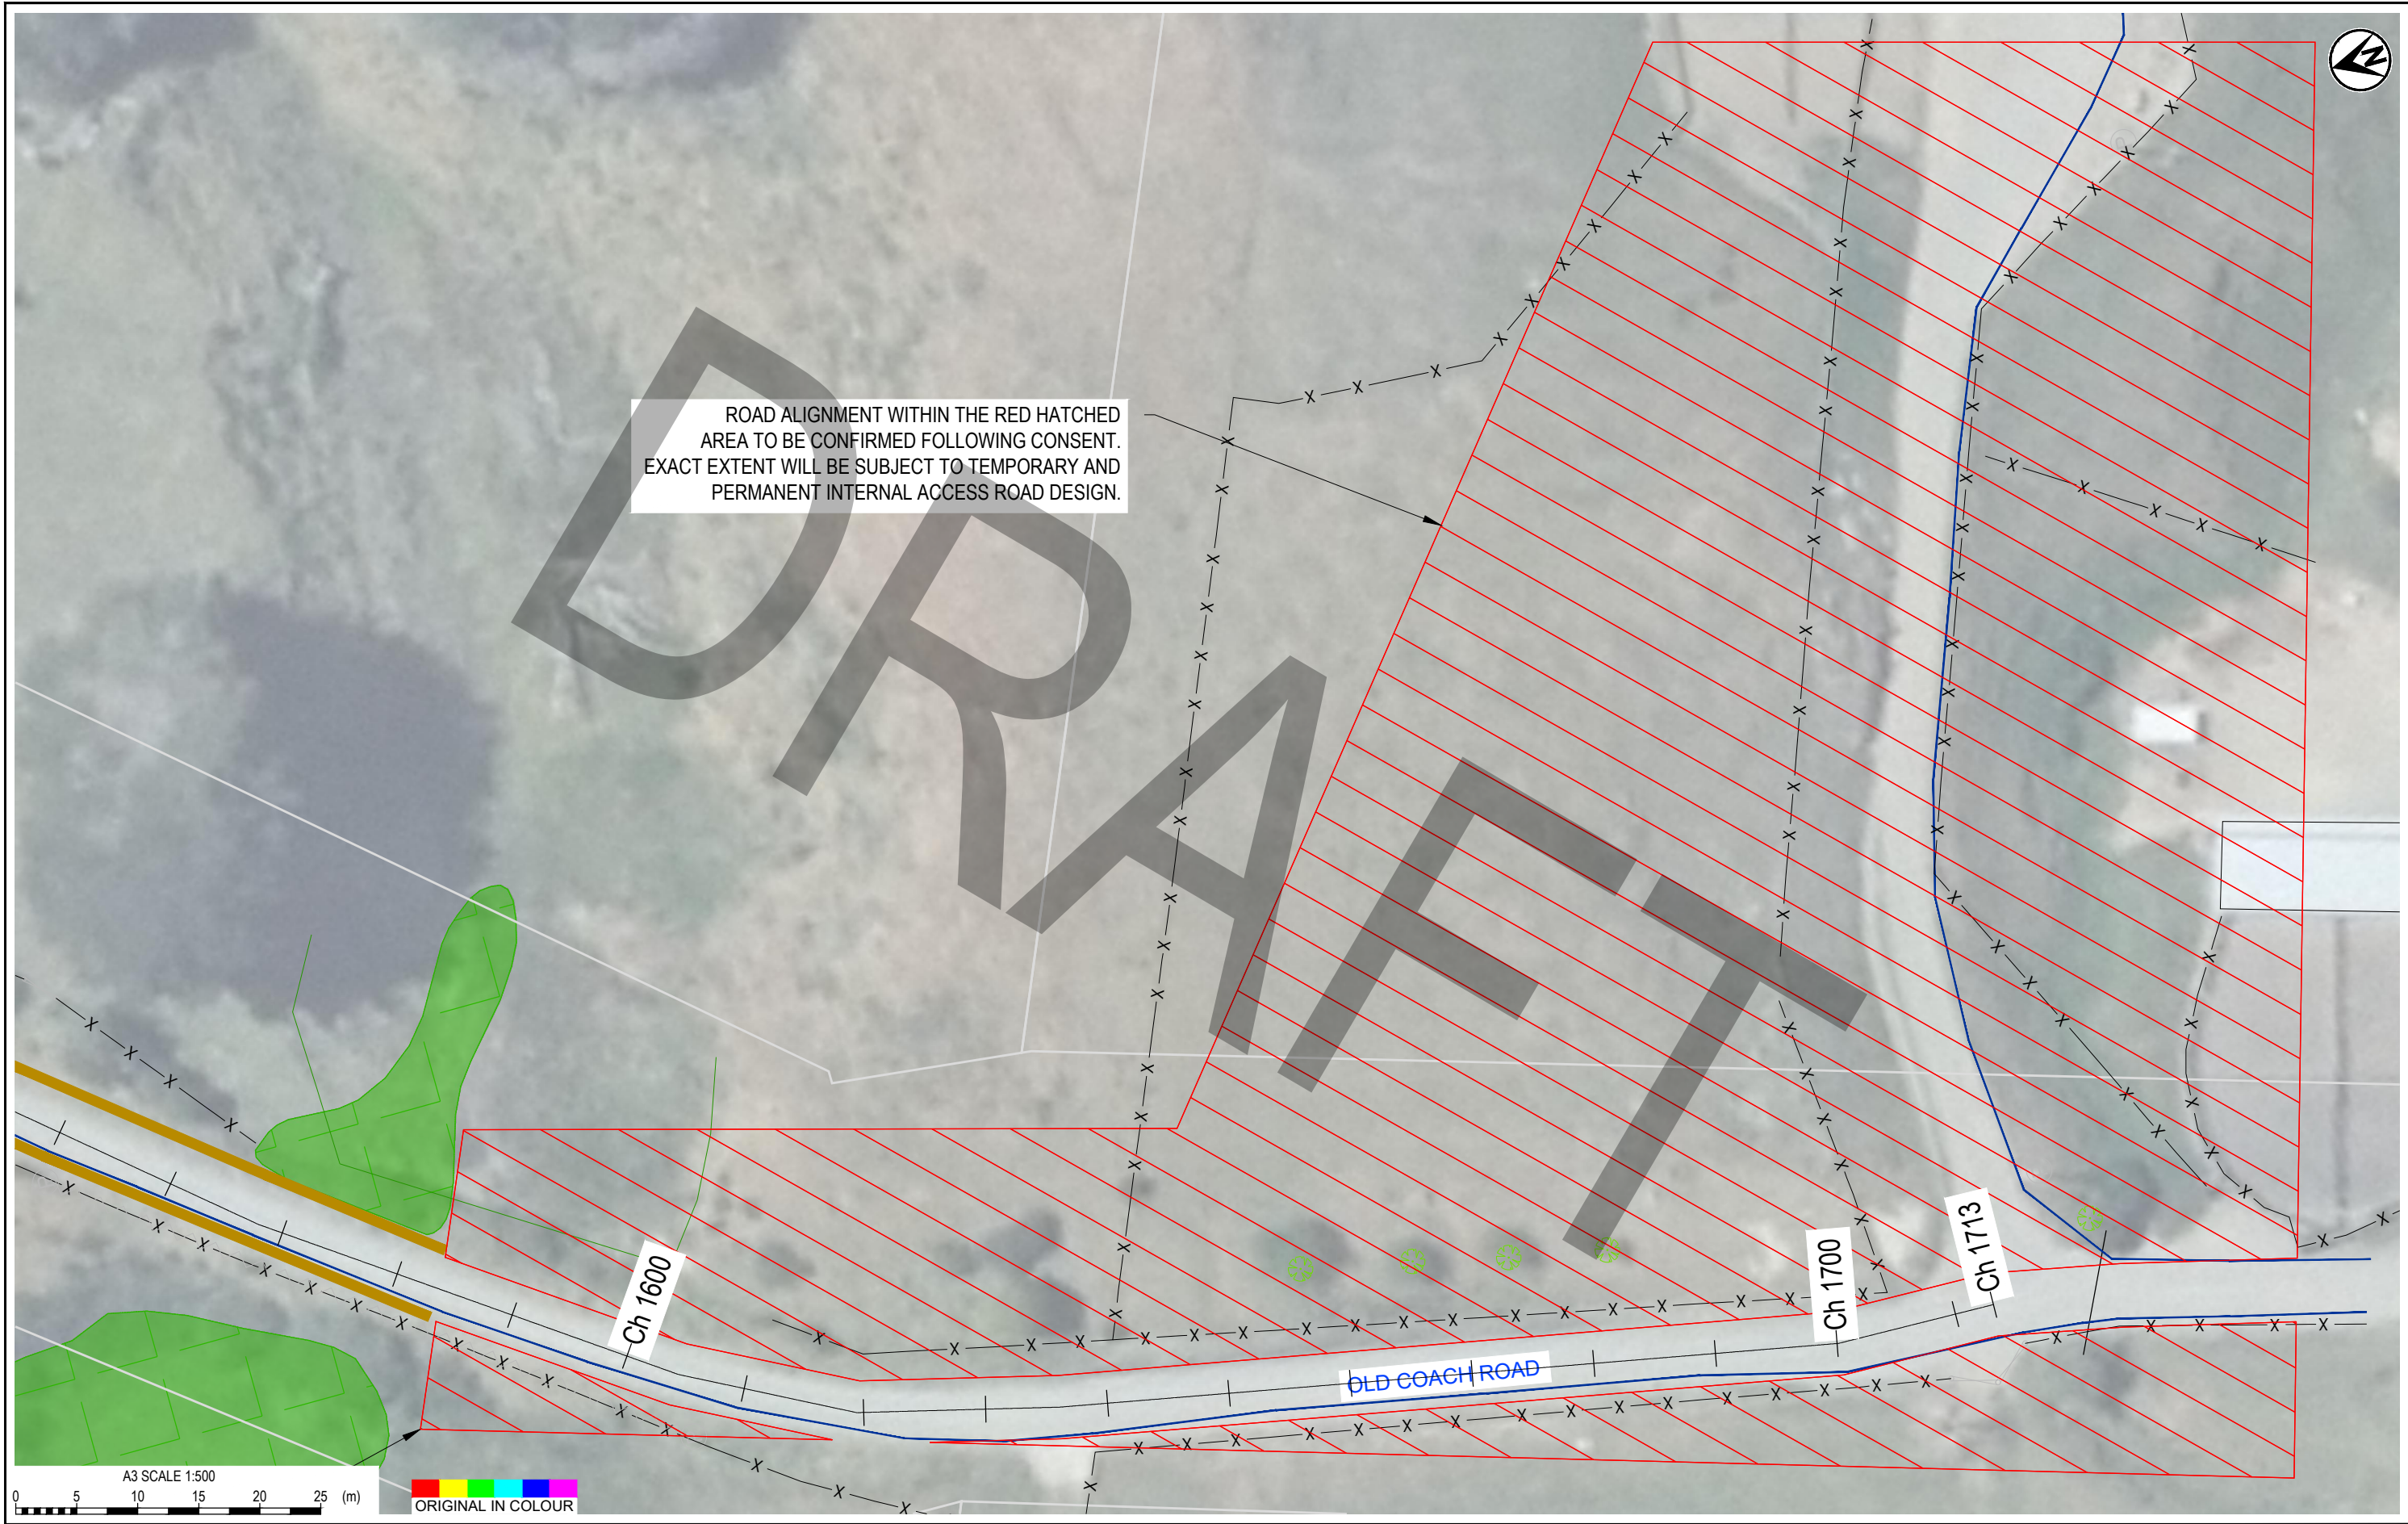 N
ROAD ALIGNMENT WITHIN THE RED HATCHED
AREA TO BE CONFIRMED FOLLOWING CONSENT.
EXACT EXTENT WILL BE SUBJECT TO TEMPORARY AND
PERMANENT INTERNAL ACCESS ROAD DESIGN.
DRAFT
Ch 1600
Ch 1700
Ch 1713
OLD COACH ROAD
A3 SCALE 1:500
0 5 10 15 20 25 (m)
ORIGINAL IN COLOUR